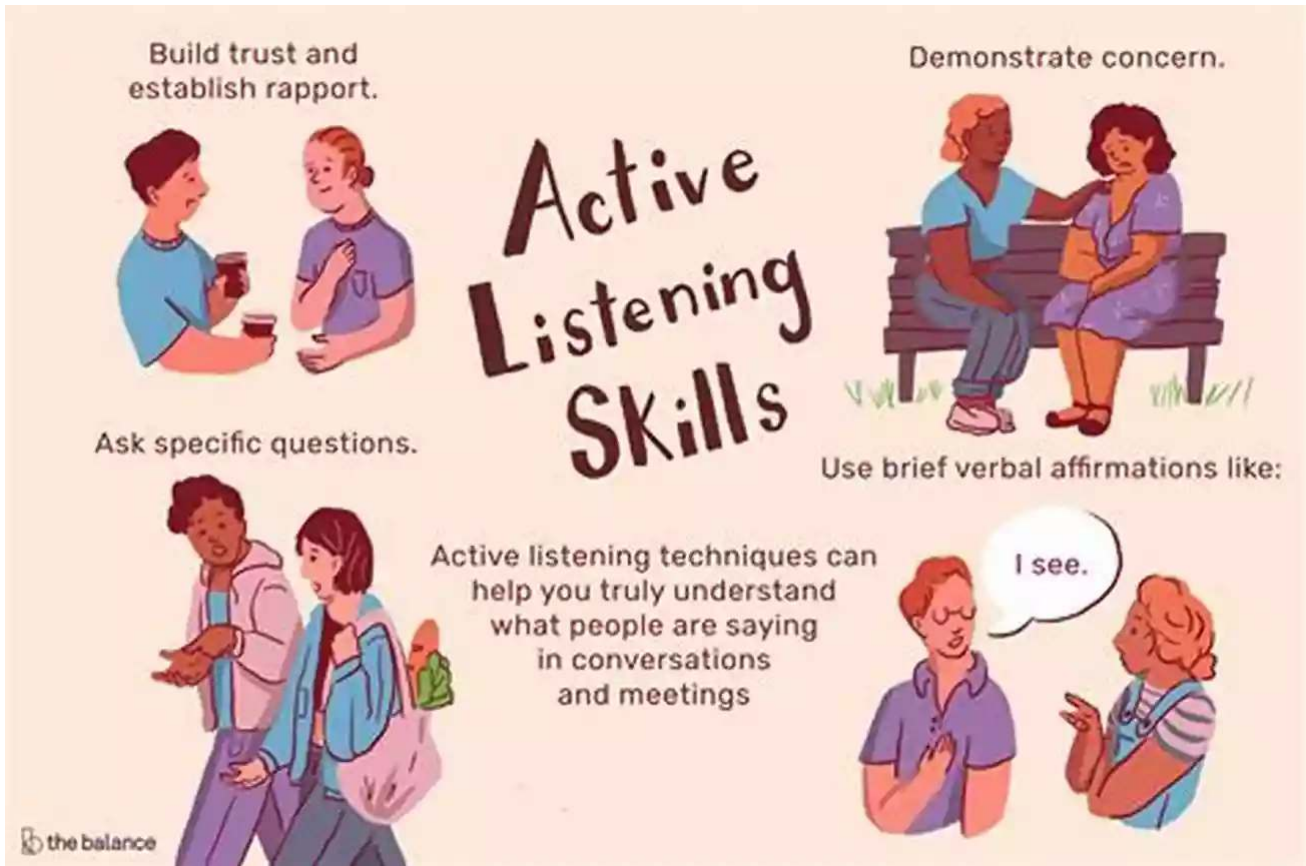 Build trust and
establish rapport.
Demonstrate concern.
Active
Listening
Skills
Ask specific questions.
Use brief verbal affirmations like:
I see.
Active listening techniques can
help you truly understand
what people are saying
in conversations
and meetings
the balance